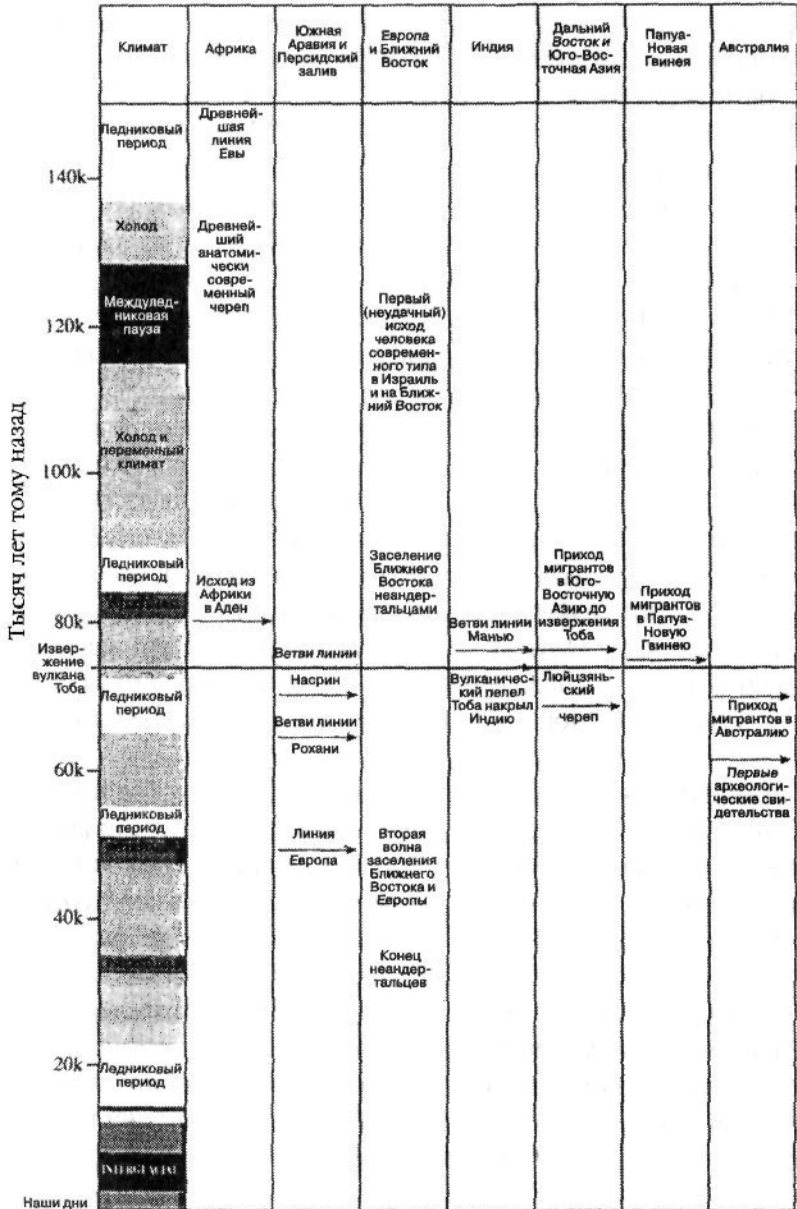 Климат
Африка
Южная
Аравия и
Персидский
залив
Европа
и Ближний
Восток
Индия
Дальний
Восток и
Юго-Вос-
точная Азия
Папуа-
Новая
Гвинея
Австралия
Тысяч лет тому назад
140k
120k
100k
80k
Извер-
жение
вулкана
Тоба
60k
40k
20k
Наши дни
Ледниковый
период
Холод
Междулед-
никовая
пауза
Холод и
переменный
климат
Ледниковый
период
Ледниковый
период
Ледниковый
период
Ледниковый
период
INTERGLACIAL
Древней-
шая
линия
Евы
Древней-
ший
анатоми-
чески
совре-
менный
череп
Исход из
Африки
в Аден
Ветви линии
Насрин
Ветви линии
Рохани
Линия
Европа
Первый
(неудачный)
исход
человека
современ-
ного типа
в Израиль
и на Ближ-
ний Восток
Заселение
Ближнего
Востока
неандер-
тальцами
Вторая
волна
заселения
Ближнего
Востока и
Европы
Конец
неандер-
тальцев
Ветви линии
Манью
Вулканичес-
кий пепел
Тоба накрыл
Индию
Приход
мигрантов
в Юго-
Восточную
Азию до
извержения
Тоба
Люйцзянь-
ский
череп
Приход
мигрантов
в Папуа-
Новую
Гвинею
Приход
мигрантов в
Австралию
Первые
археологи-
ческие сви-
детельства